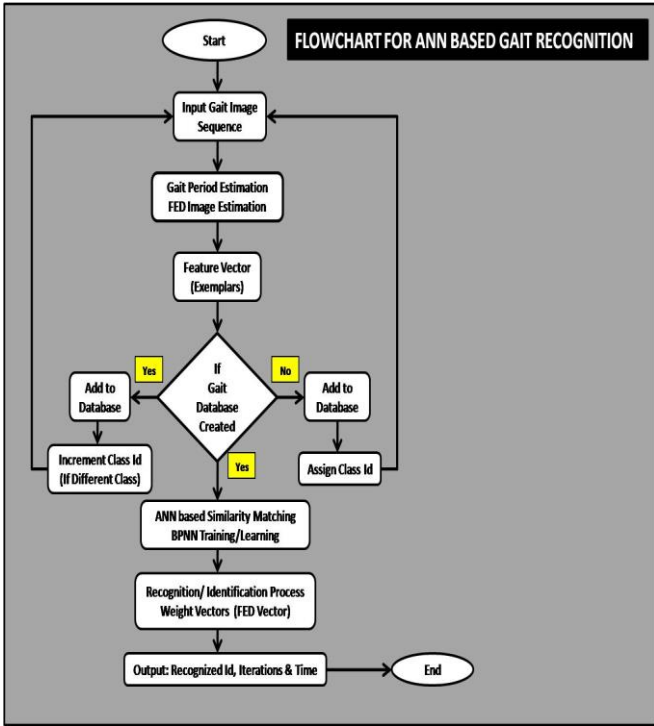 Start
FLOWCHART FOR ANN BASED GAIT RECOGNITION
Input Gait Image
Sequence
Gait Period Estimation
FED Image Estimation
Feature Vector
(Exemplars)
If
Gait
Database
Created
Yes
No
Add to
Database
Add to
Database
Increment Class Id
(If Different Class)
Assign Class Id
Yes
ANN based Similarity Matching
BPNN Training/Learning
Recognition/ Identification Process
Weight Vectors (FED Vector)
Output: Recognized Id, Iterations & Time
End